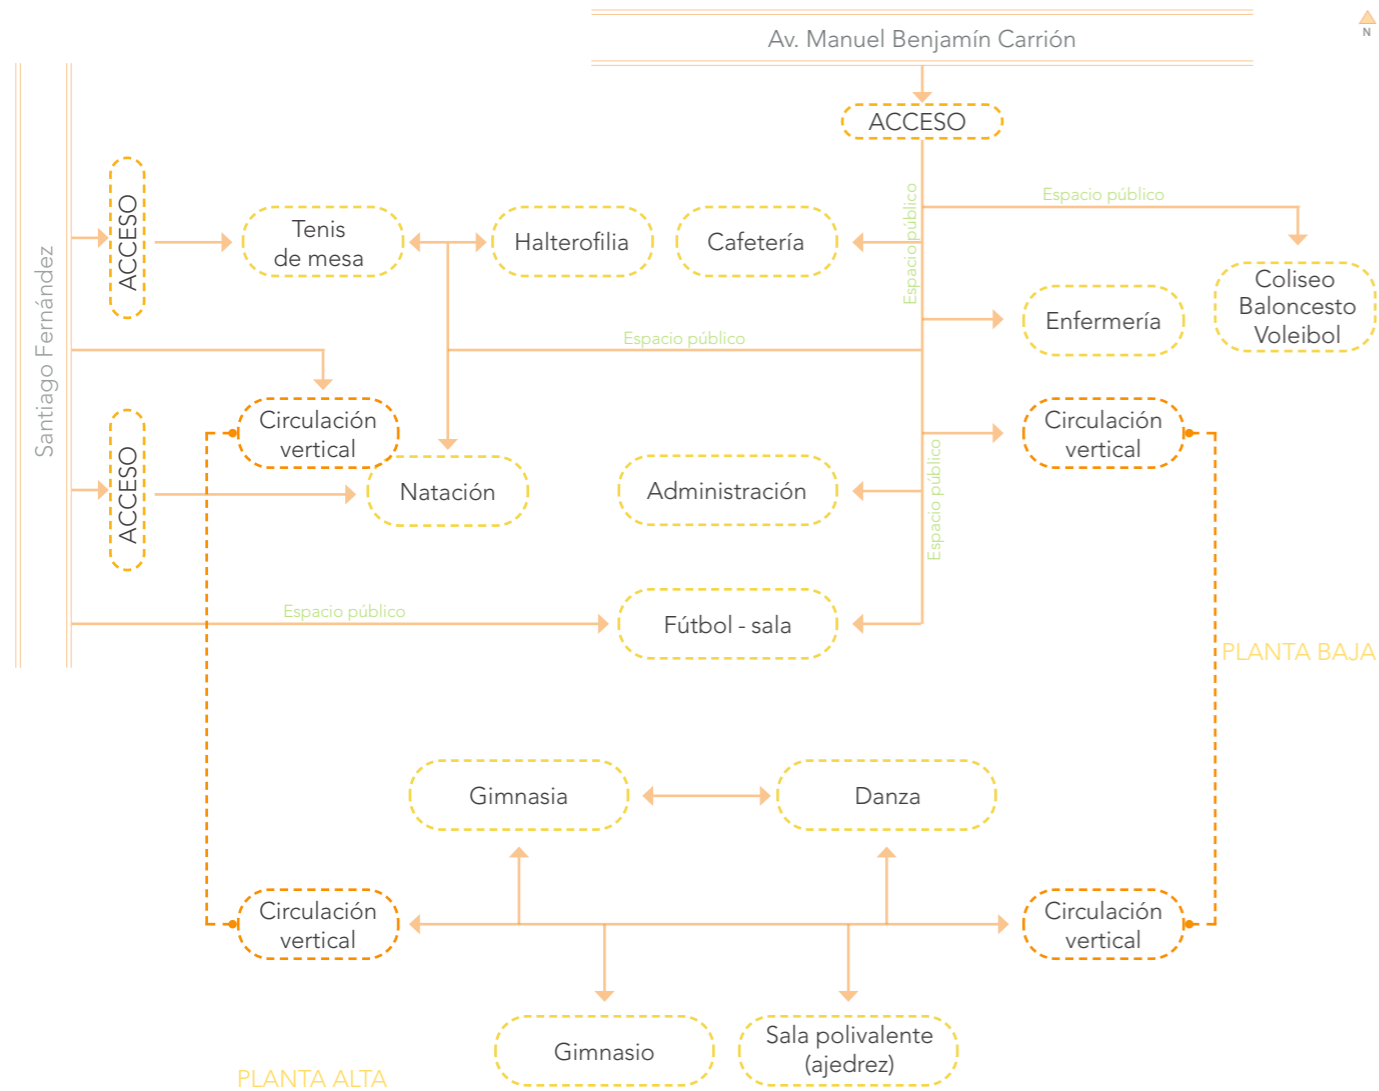 Av. Manuel Benjamín Carrión
N
ACCESO
Santiago Fernández
ACCESO
Tenis
de mesa
Halterofilia
Cafetería
Espacio público
Espacio público
Coliseo
Baloncesto
Voleibol
Enfermería
Espacio público
Circulación
vertical
Circulación
vertical
ACCESO
Natación
Administración
Espacio público
Espacio público
Fútbol - sala
PLANTA BAJA
Gimnasia
Danza
Circulación
vertical
Circulación
vertical
Gimnasio
Sala polivalente
(ajedrez)
PLANTA ALTA